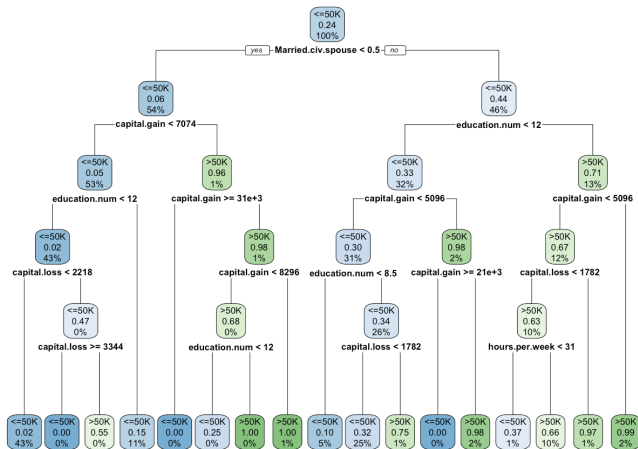 <=50K
0.24
100%
yes Married.civ.spouse < 0.5 no
<=50K
0.06
54%
<=50K
0.44
46%
capital.gain < 7074
education.num < 12
<=50K
0.05
53%
>50K
0.96
1%
<=50K
0.33
32%
>50K
0.71
13%
education.num < 12
capital.gain >= 31e+3
capital.gain < 5096
capital.gain < 5096
<=50K
0.02
43%
>50K
0.98
1%
<=50K
0.30
31%
>50K
0.98
2%
>50K
0.67
12%
capital.loss < 2218
capital.gain < 8296
education.num < 8.5
capital.gain >= 21e+3
capital.loss < 1782
<=50K
0.47
0%
>50K
0.68
0%
<=50K
0.34
26%
>50K
0.63
10%
capital.loss >= 3344
education.num < 12
capital.loss < 1782
hours.per.week < 31
<=50K
0.02
43%
<=50K
0.00
0%
>50K
0.55
0%
<=50K
0.15
11%
<=50K
0.00
0%
<=50K
0.25
0%
>50K
1.00
0%
>50K
1.00
1%
<=50K
0.10
5%
<=50K
0.32
25%
>50K
0.75
1%
<=50K
0.00
0%
>50K
0.98
2%
<=50K
0.37
1%
>50K
0.66
10%
>50K
0.97
1%
>50K
0.99
2%